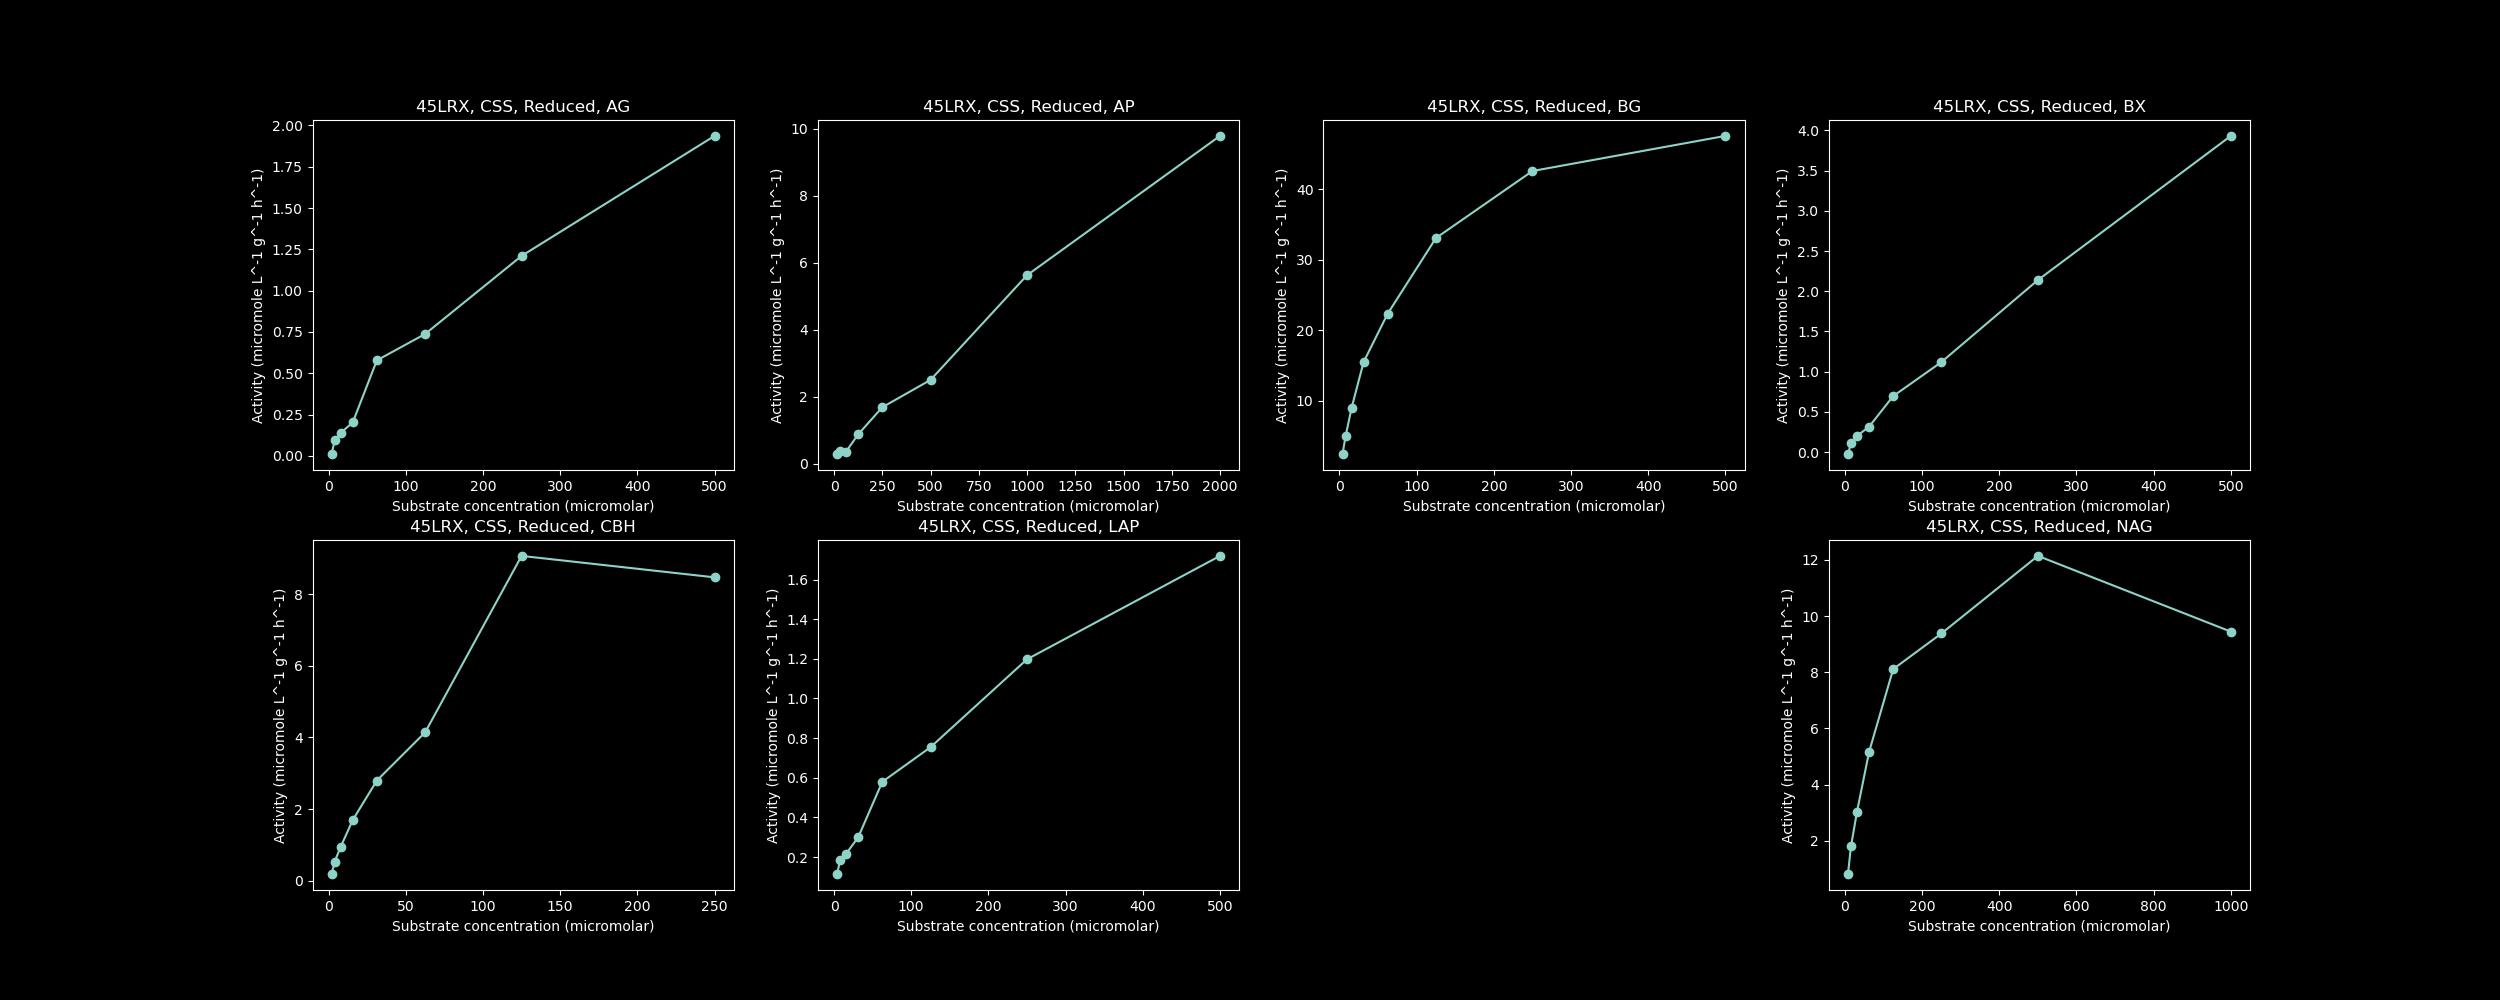 45LRX, CSS, Reduced, AG
Activity (micromole L^-1 g^-1 h^-1)
2.00
1.75
1.50
1.25
1.00
0.75
0.50
0.25
0.00
0 100 200 300 400 500
Substrate concentration (micromolar)
45LRX, CSS, Reduced, AP
Activity (micromole L^-1 g^-1 h^-1)
10
8
6
4
2
0
0 250 500 750 1000 1250 1500 1750 2000
Substrate concentration (micromolar)
45LRX, CSS, Reduced, BG
Activity (micromole L^-1 g^-1 h^-1)
40
30
20
10
0 100 200 300 400 500
Substrate concentration (micromolar)
45LRX, CSS, Reduced, BX
Activity (micromole L^-1 g^-1 h^-1)
4.0
3.5
3.0
2.5
2.0
1.5
1.0
0.5
0.0
0 100 200 300 400 500
Substrate concentration (micromolar)
45LRX, CSS, Reduced, CBH
Activity (micromole L^-1 g^-1 h^-1)
8
6
4
2
0
0 50 100 150 200 250
Substrate concentration (micromolar)
45LRX, CSS, Reduced, LAP
Activity (micromole L^-1 g^-1 h^-1)
1.6
1.4
1.2
1.0
0.8
0.6
0.4
0.2
0 100 200 300 400 500
Substrate concentration (micromolar)
45LRX, CSS, Reduced, NAG
Activity (micromole L^-1 g^-1 h^-1)
12
10
8
6
4
2
0 200 400 600 800 1000
Substrate concentration (micromolar)